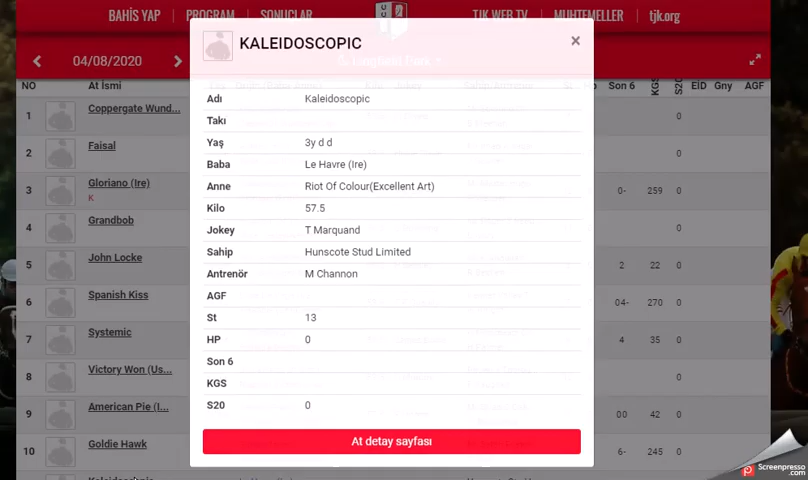 BAHİS YAP PROGRAM SONUÇLAR TJK WEB TV MUHTEMELLER tjk.org
KALEIDOSCOPIC ×
04/08/2020
NO At İsmi Son 6 KGS S20 EİD Gny AGF
Adı Kaleidoscopic
Takı
Yaş 3y d d
Baba Le Havre (Ire)
Anne Riot Of Colour(Excellent Art)
Kilo 57.5
Jokey T Marquand
Sahip Hunscote Stud Limited
Antrenör M Channon
AGF
St 13
HP 0
Son 6
KGS
S20 0
At detay sayfası
1 Coppergate Wund... 0
2 Faisal 0
3 Gloriano (Ire) 0- 259 0
K
4 Grandbob 0
5 John Locke 2 22 0
6 Spanish Kiss 04- 270 0
7 Systemic 4 35 0
8 Victory Won (Us... 0
9 American Pie (I... 00 42 0
10 Goldie Hawk 6- 245 0
Kaleidoscopic
Screenpresso
.com